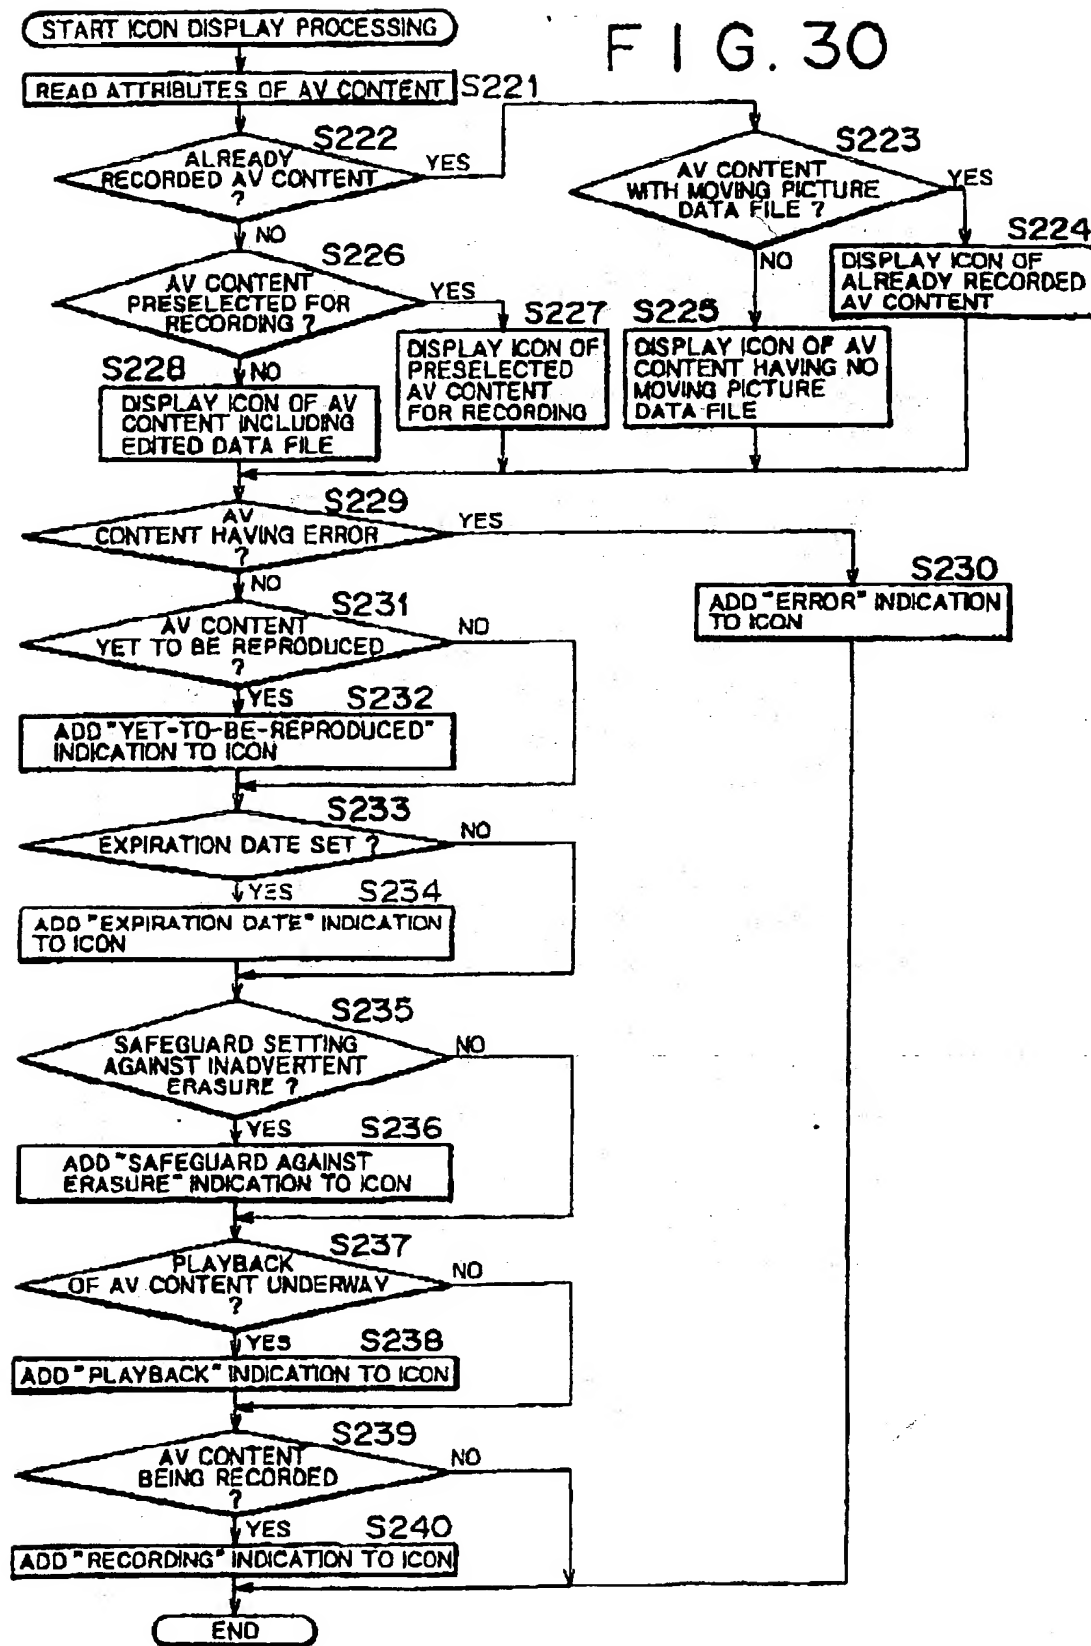 FIG. 30
START ICON DISPLAY PROCESSING
READ ATTRIBUTES OF AV CONTENT
S221
S222
ALREADY
RECORDED AV CONTENT
?
YES
NO
S223
AV CONTENT
WITH MOVING PICTURE
DATA FILE ?
YES
NO
S224
DISPLAY ICON OF
ALREADY RECORDED
AV CONTENT
S225
DISPLAY ICON OF AV
CONTENT HAVING NO
MOVING PICTURE
DATA FILE
S226
AV CONTENT
PRESELECTED FOR
RECORDING ?
YES
NO
S227
DISPLAY ICON OF
PRESELECTED
AV CONTENT
FOR RECORDING
S228
DISPLAY ICON OF AV
CONTENT INCLUDING
EDITED DATA FILE
S229
AV
CONTENT HAVING ERROR
?
YES
NO
S230
ADD "ERROR" INDICATION
TO ICON
S231
AV CONTENT
YET TO BE REPRODUCED
?
NO
YES
S232
ADD "YET-TO-BE-REPRODUCED"
INDICATION TO ICON
S233
EXPIRATION DATE SET ?
NO
YES
S234
ADD "EXPIRATION DATE" INDICATION
TO ICON
S235
SAFEGUARD SETTING
AGAINST INADVERTENT
ERASURE ?
NO
YES
S236
ADD "SAFEGUARD AGAINST
ERASURE" INDICATION TO ICON
S237
PLAYBACK
OF AV CONTENT UNDERWAY
?
NO
YES
S238
ADD "PLAYBACK" INDICATION TO ICON
S239
AV CONTENT
BEING RECORDED
?
NO
YES
S240
ADD "RECORDING" INDICATION TO ICON
END